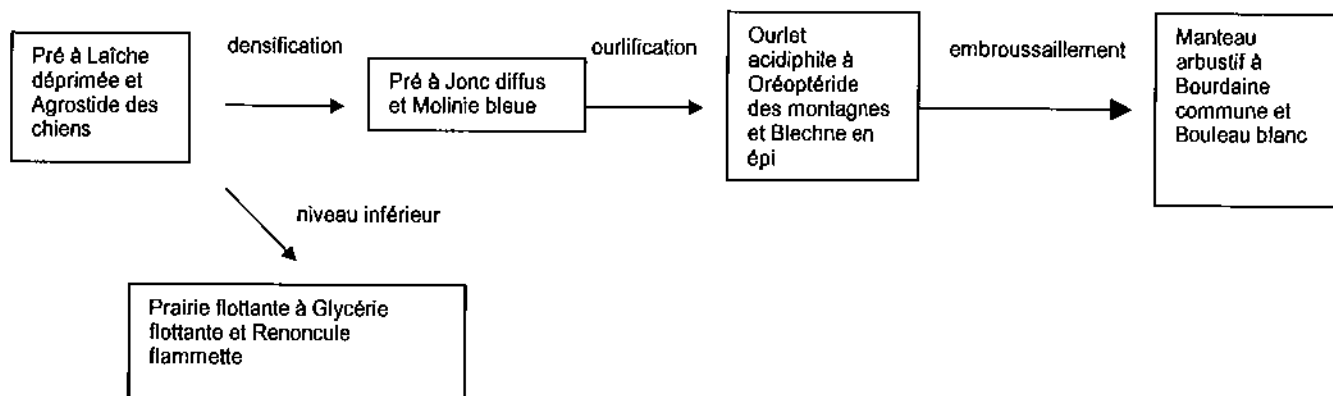 Pré à Laîche
déprimée et
Agrostide des
chiens
densification
Pré à Jonc diffus
et Molinie bleue
ourlification
Ourlet
acidiphile à
Oréoptéride
des montagnes
et Blechne en
épi
embroussaillement
Manteau
arbustif à
Bourdaine
commune et
Bouleau blanc
niveau inférieur
Prairie flottante à Glycérie
flottante et Renoncule
flammette